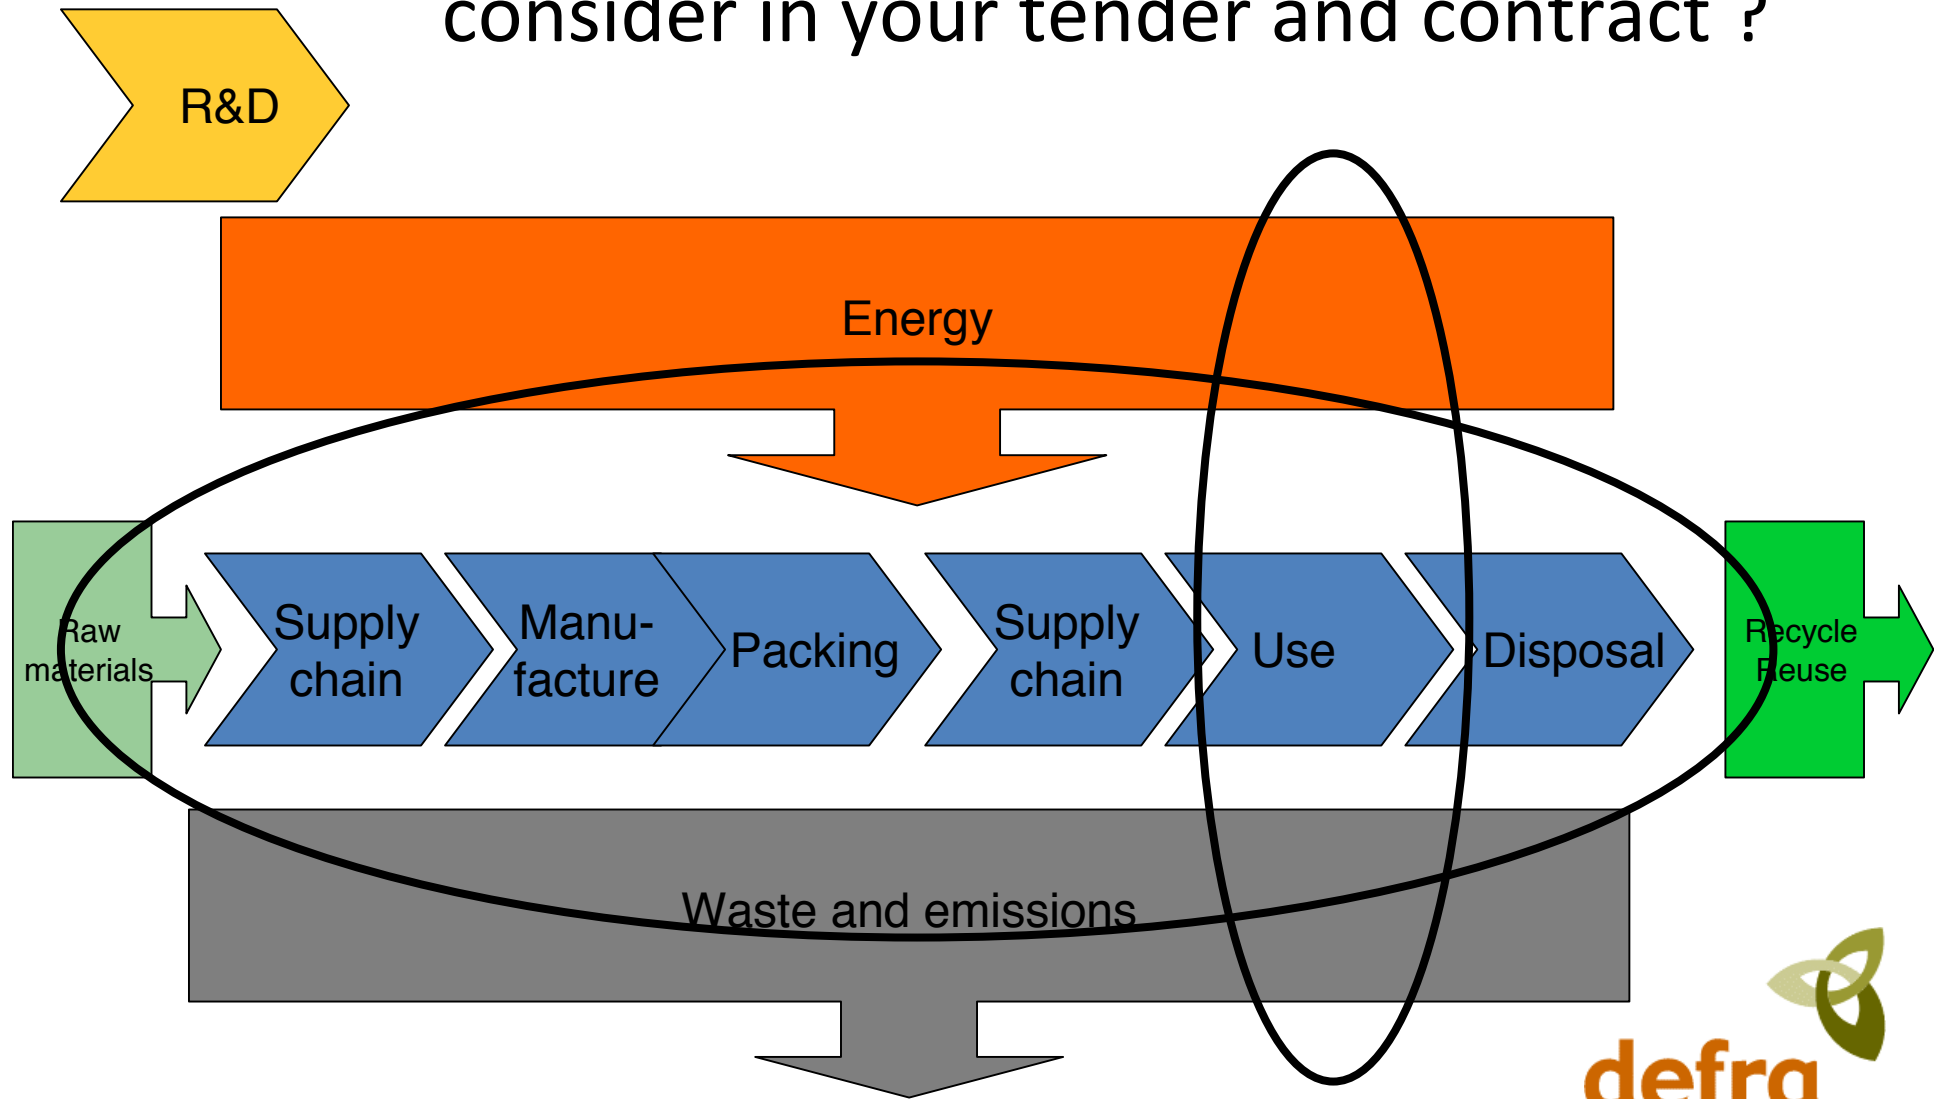 consider in your tender and contract ?
R&D
Energy
Raw
materials
Supply
chain
Manu-
facture
Packing
Supply
chain
Use
Disposal
Recycle
Reuse
Waste and emissions
defra